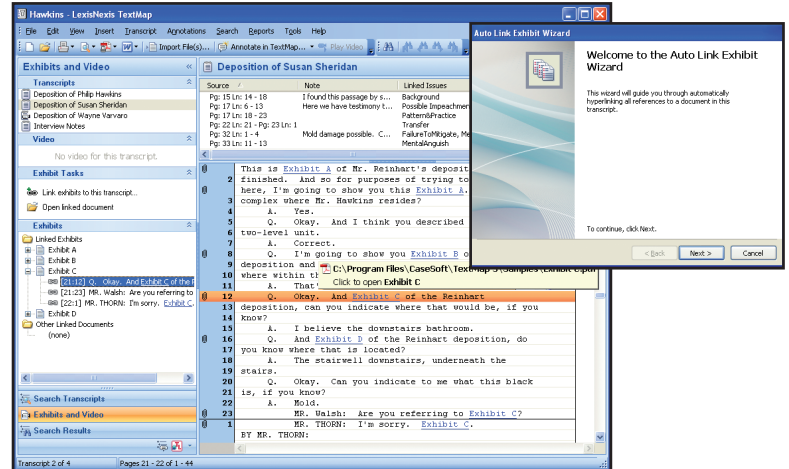 Hawkins - LexisNexis TextMap
File Edit View Insert Transcript Annotations Search Reports Tools Help
Import File(s)... Annotate in TextMap... Play Video
Exhibits and Video «
Transcripts
Deposition of Philip Hawkins
Deposition of Susan Sheridan
Deposition of Wayne Varvaro
Interview Notes
Video
No video for this transcript.
Exhibit Tasks
Link exhibits to this transcript...
Open linked document
Exhibits
Linked Exhibits
Exhibit A
Exhibit B
Exhibit C
[21:12] Q. Okay. And Exhibit C of the R
[21:23] MR. Walsh: Are you referring to
[22:1] MR. THORN: I'm sorry. Exhibit C.
Exhibit D
Other Linked Documents
(none)
Search Transcripts
Exhibits and Video
Search Results
Transcript 2 of 4 Pages 21 - 22 of 1 - 44
Deposition of Susan Sheridan
Source Note Linked Issues
Pg: 15 Ln: 14 - 18 I found this passage by s... Background
Pg: 17 Ln: 6 - 13 Here we have testimony t... Possible Impeachmen
Pg: 17 Ln: 18 - 23 Pattern&Practice
Pg: 22 Ln: 21 - Pg: 23 Ln: 1 Transfer
Pg: 32 Ln: 1 - 4 Mold damage possible. C... FailureToMitigate, Me
Pg: 33 Ln: 11 - 13 MentalAnguish
This is Exhibit A of Mr. Reinhart's deposit
2 finished. And so for purposes of trying to
here, I'm going to show you this Exhibit A.
3 complex where Mr. Hawkins resides?
4 A. Yes.
5 Q. Okay. And I think you described
6 two-level unit.
7 A. Correct.
8 Q. I'm going to show you Exhibit B o
9 deposition and
10 where within th
11 A. That'
C:\Program Files\CaseSoft\TextMap 5\Samples\Exhibit C.pdf
Click to open Exhibit C
12 Q. Okay. And Exhibit C of the Reinhart
13 deposition, can you indicate where that would be, if you
14 know?
15 A. I believe the downstairs bathroom.
16 Q. And Exhibit D of the Reinhart deposition, do
17 you know where that is located?
18 A. The stairwell downstairs, underneath the
19 stairs.
20 Q. Okay. Can you indicate to me what this black
21 is, if you know?
22 A. Mold.
23 MR. Walsh: Are you referring to Exhibit C?
1 MR. THORN: I'm sorry. Exhibit C.
BY MR. THORN:
Auto Link Exhibit Wizard
Welcome to the Auto Link Exhibit
Wizard
This wizard will guide you through automatically
hyperlinking all references to a document in this
transcript.
To continue, click Next.
< Back Next > Cancel